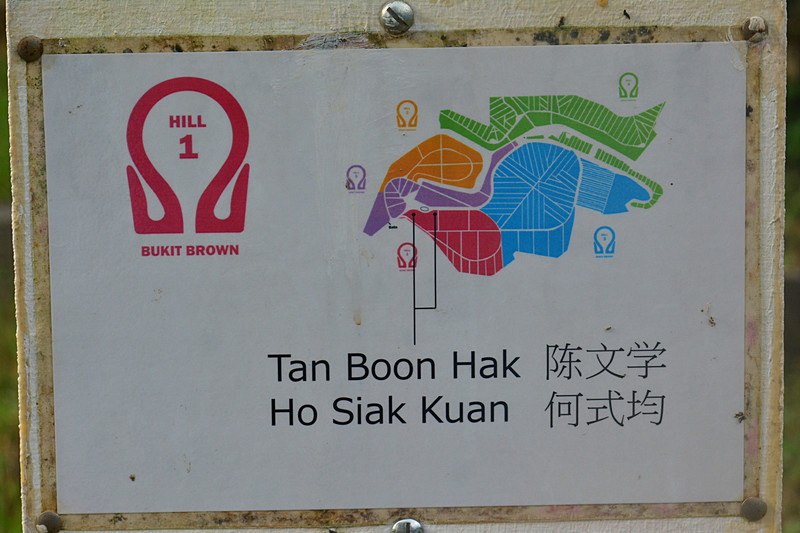 HILL
1
BUKIT BROWN
Tan Boon Hak 陈文学
Ho Siak Kuan 何式均